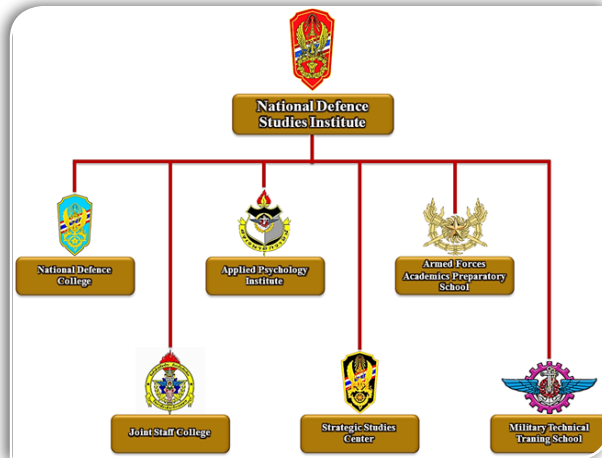 National Defence
Studies Institute
National Defence
College
Applied Psychology
Institute
Armed Forces
Academics Preparatory
School
Joint Staff College
Strategic Studies
Center
Military Technical
Traning School